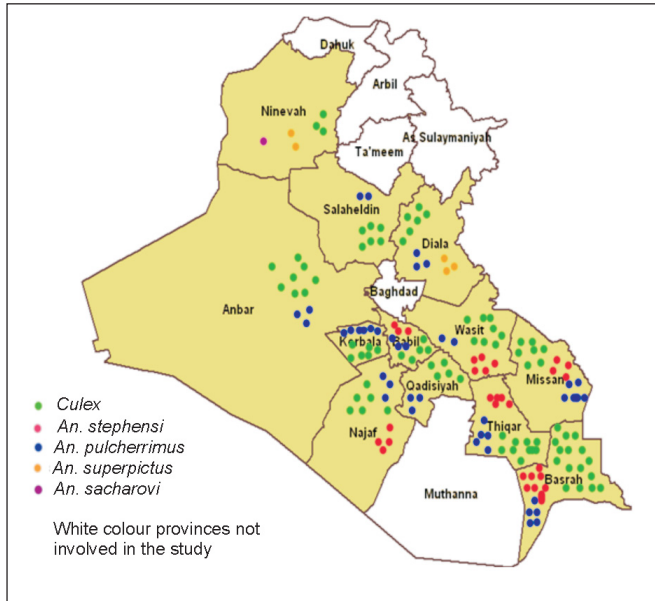 Dahuk
Arbil
Ninevah
As Sulaymaniyah
Ta'meem
Salaheldin
Diala
Baghdad
Anbar
Kerbala
Babil
Wasit
Missan
Qadisiyah
Najaf
Thiqar
Basrah
Muthanna
Culex
An. stephensi
An. pulcherrimus
An. superpictus
An. sacharovi
White colour provinces not
involved in the study